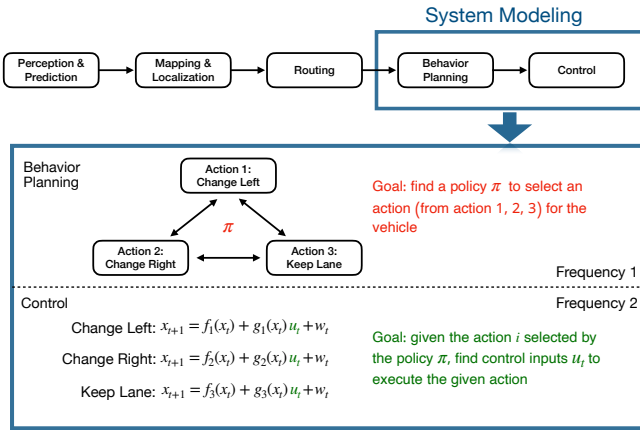 System Modeling
Perception &
Prediction
Mapping &
Localization
Routing
Behavior
Planning
Control
Behavior
Planning
Action 1:
Change Left
π
Action 2:
Change Right
Action 3:
Keep Lane
Goal: find a policy π to select an
action (from action 1, 2, 3) for the
vehicle
Frequency 1
Control
Frequency 2
Change Left: xₜ₊₁ = f₁(xₜ) + g₁(xₜ) uₜ + wₜ
Change Right: xₜ₊₁ = f₂(xₜ) + g₂(xₜ) uₜ + wₜ
Keep Lane: xₜ₊₁ = f₃(xₜ) + g₃(xₜ) uₜ + wₜ
Goal: given the action i selected by
the policy π, find control inputs uₜ to
execute the given action